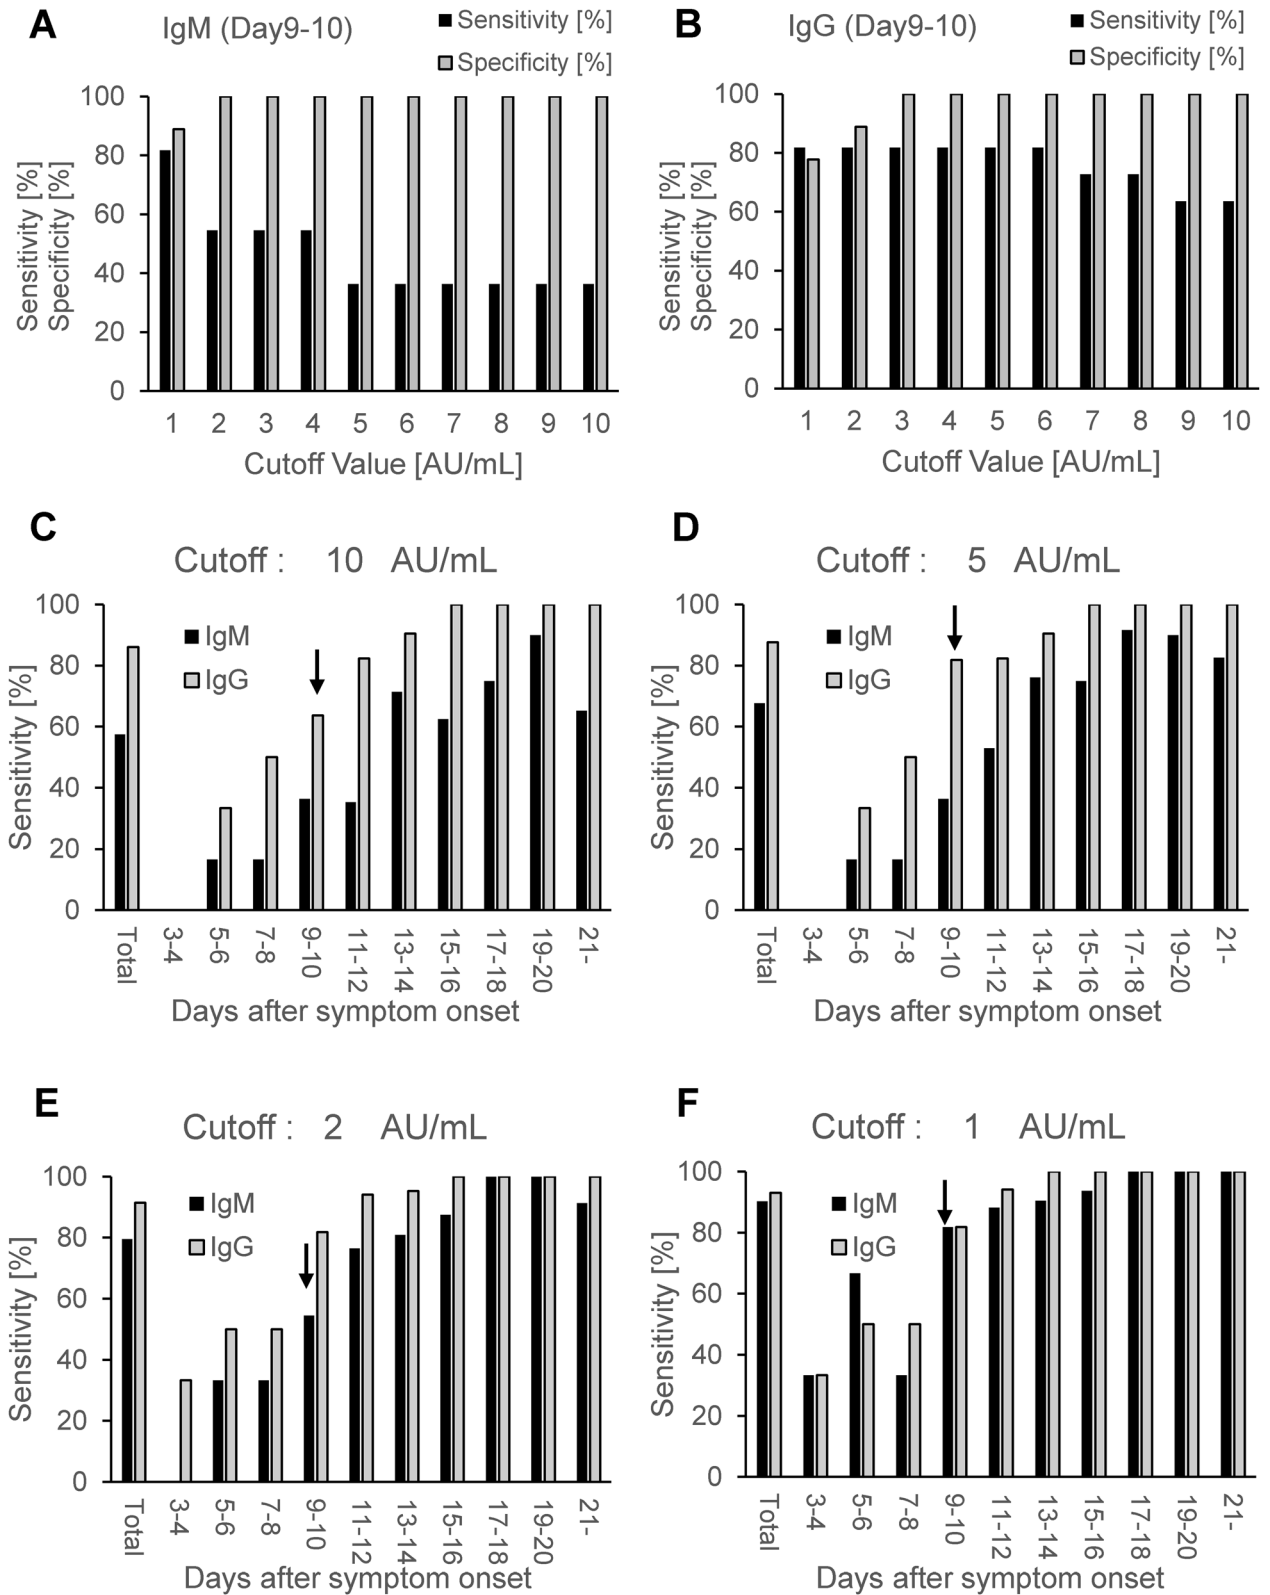 A
IgM (Day9-10)
Sensitivity [%]
Specificity [%]
100
80
60
40
20
0
Sensitivity [%]
Specificity [%]
1 2 3 4 5 6 7 8 9 10
Cutoff Value [AU/mL]
B
IgG (Day9-10)
Sensitivity [%]
Specificity [%]
100
80
60
40
20
0
Sensitivity [%]
Specificity [%]
1 2 3 4 5 6 7 8 9 10
Cutoff Value [AU/mL]
C
Cutoff : 10 AU/mL
IgM
IgG
100
80
60
40
20
0
Sensitivity [%]
Total 3-4 5-6 7-8 9-10 11-12 13-14 15-16 17-18 19-20 21-
Days after symptom onset
D
Cutoff : 5 AU/mL
IgM
IgG
100
80
60
40
20
0
Sensitivity [%]
Total 3-4 5-6 7-8 9-10 11-12 13-14 15-16 17-18 19-20 21-
Days after symptom onset
E
Cutoff : 2 AU/mL
IgM
IgG
100
80
60
40
20
0
Sensitivity [%]
Total 3-4 5-6 7-8 9-10 11-12 13-14 15-16 17-18 19-20 21-
Days after symptom onset
F
Cutoff : 1 AU/mL
IgM
IgG
100
80
60
40
20
0
Sensitivity [%]
Total 3-4 5-6 7-8 9-10 11-12 13-14 15-16 17-18 19-20 21-
Days after symptom onset